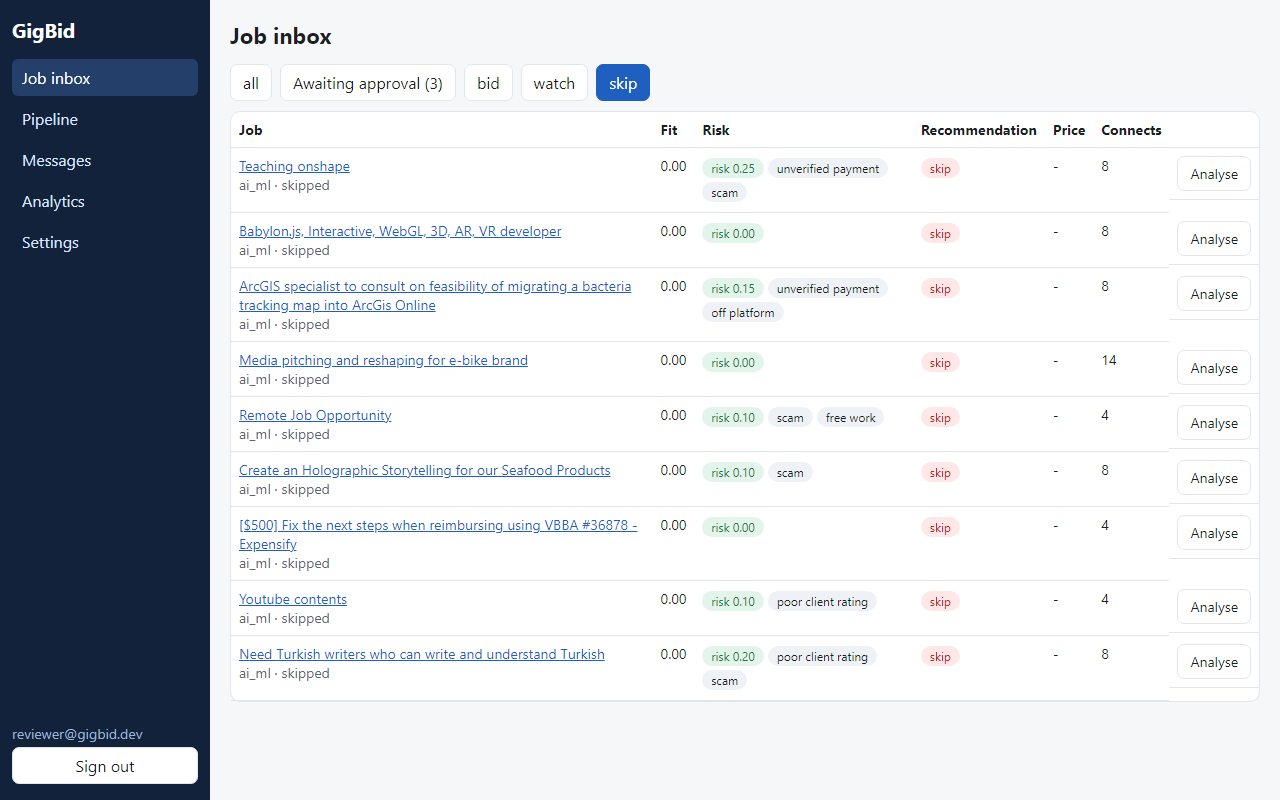 GigBid
Job inbox
Pipeline
Messages
Analytics
Settings
reviewer@gigbid.dev
Sign out
Job inbox
all
Awaiting approval (3)
bid
watch
skip
Job Fit Risk Recommendation Price Connects
Teaching onshape 0.00 risk 0.25 unverified payment skip - 8 Analyse
ai_ml · skipped scam
Babylon.js, Interactive, WebGL, 3D, AR, VR developer 0.00 risk 0.00 skip - 8 Analyse
ai_ml · skipped
ArcGIS specialist to consult on feasibility of migrating a bacteria 0.00 risk 0.15 unverified payment skip - 8 Analyse
tracking map into ArcGis Online off platform
ai_ml · skipped
Media pitching and reshaping for e-bike brand 0.00 risk 0.00 skip - 14 Analyse
ai_ml · skipped
Remote Job Opportunity 0.00 risk 0.10 scam free work skip - 4 Analyse
ai_ml · skipped
Create an Holographic Storytelling for our Seafood Products 0.00 risk 0.10 scam skip - 8 Analyse
ai_ml · skipped
[$500] Fix the next steps when reimbursing using VBBA #36878 - 0.00 risk 0.00 skip - 4 Analyse
Expensify
ai_ml · skipped
Youtube contents 0.00 risk 0.10 poor client rating skip - 4 Analyse
ai_ml · skipped
Need Turkish writers who can write and understand Turkish 0.00 risk 0.20 poor client rating skip - 8 Analyse
ai_ml · skipped scam